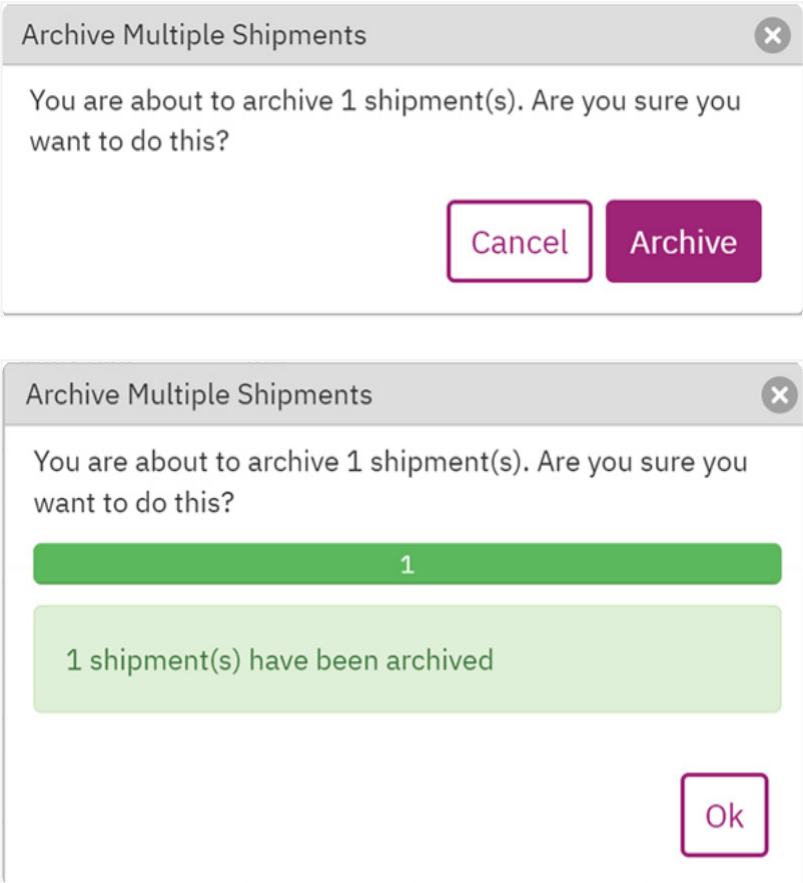 Archive Multiple Shipments
You are about to archive 1 shipment(s). Are you sure you
want to do this?
Cancel Archive
Archive Multiple Shipments
You are about to archive 1 shipment(s). Are you sure you
want to do this?
1
1 shipment(s) have been archived
Ok